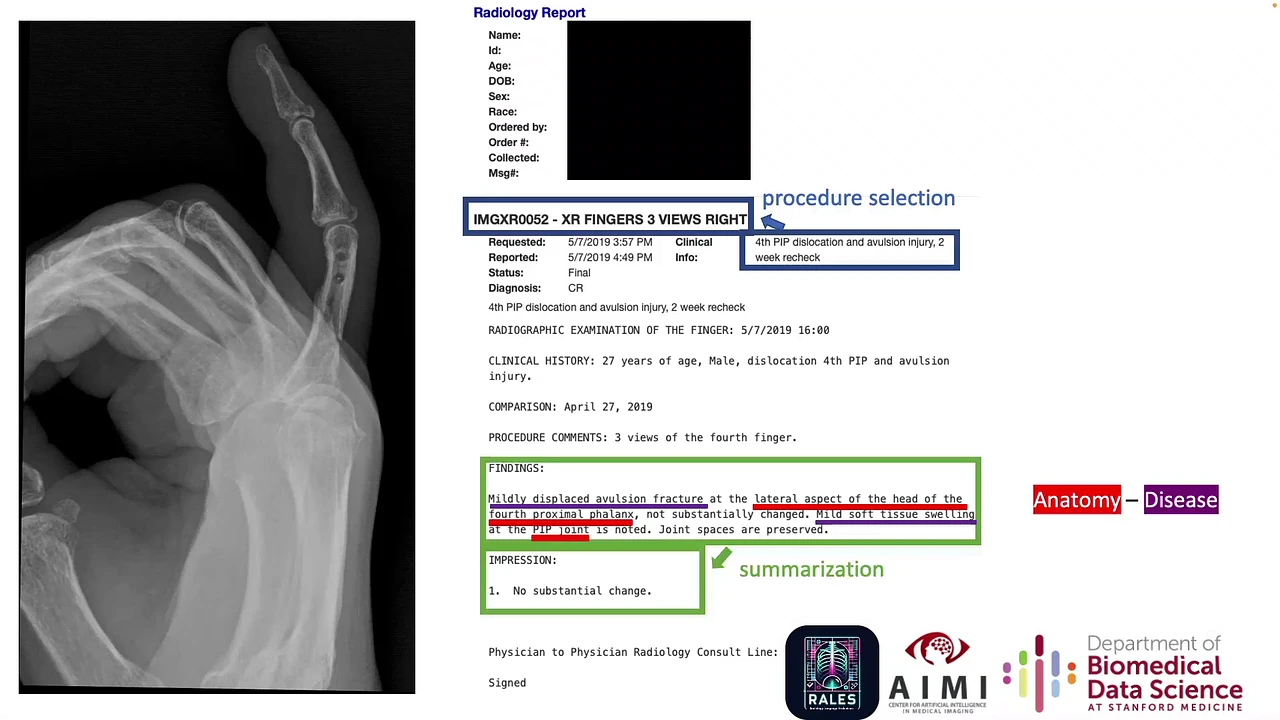 Radiology Report
Name:
Id:
Age:
DOB:
Sex:
Race:
Ordered by:
Order #:
Collected:
Msg#:
procedure selection
IMGXR0052 - XR FINGERS 3 VIEWS RIGHT
Requested: 5/7/2019 3:57 PM Clinical 4th PIP dislocation and avulsion injury, 2
Reported: 5/7/2019 4:49 PM Info: week recheck
Status: Final
Diagnosis: CR
4th PIP dislocation and avulsion injury, 2 week recheck
RADIOGRAPHIC EXAMINATION OF THE FINGER: 5/7/2019 16:00
CLINICAL HISTORY: 27 years of age, Male, dislocation 4th PIP and avulsion
injury.
COMPARISON: April 27, 2019
PROCEDURE COMMENTS: 3 views of the fourth finger.
FINDINGS:
Mildly displaced avulsion fracture at the lateral aspect of the head of the
fourth proximal phalanx, not substantially changed. Mild soft tissue swelling
at the PIP joint is noted. Joint spaces are preserved.
Anatomy – Disease
IMPRESSION:
1. No substantial change.
summarization
Physician to Physician Radiology Consult Line:
Signed
RALES
AIMI
CENTER FOR ARTIFICIAL INTELLIGENCE
IN MEDICAL IMAGING
Department of
Biomedical
Data Science
AT STANFORD MEDICINE